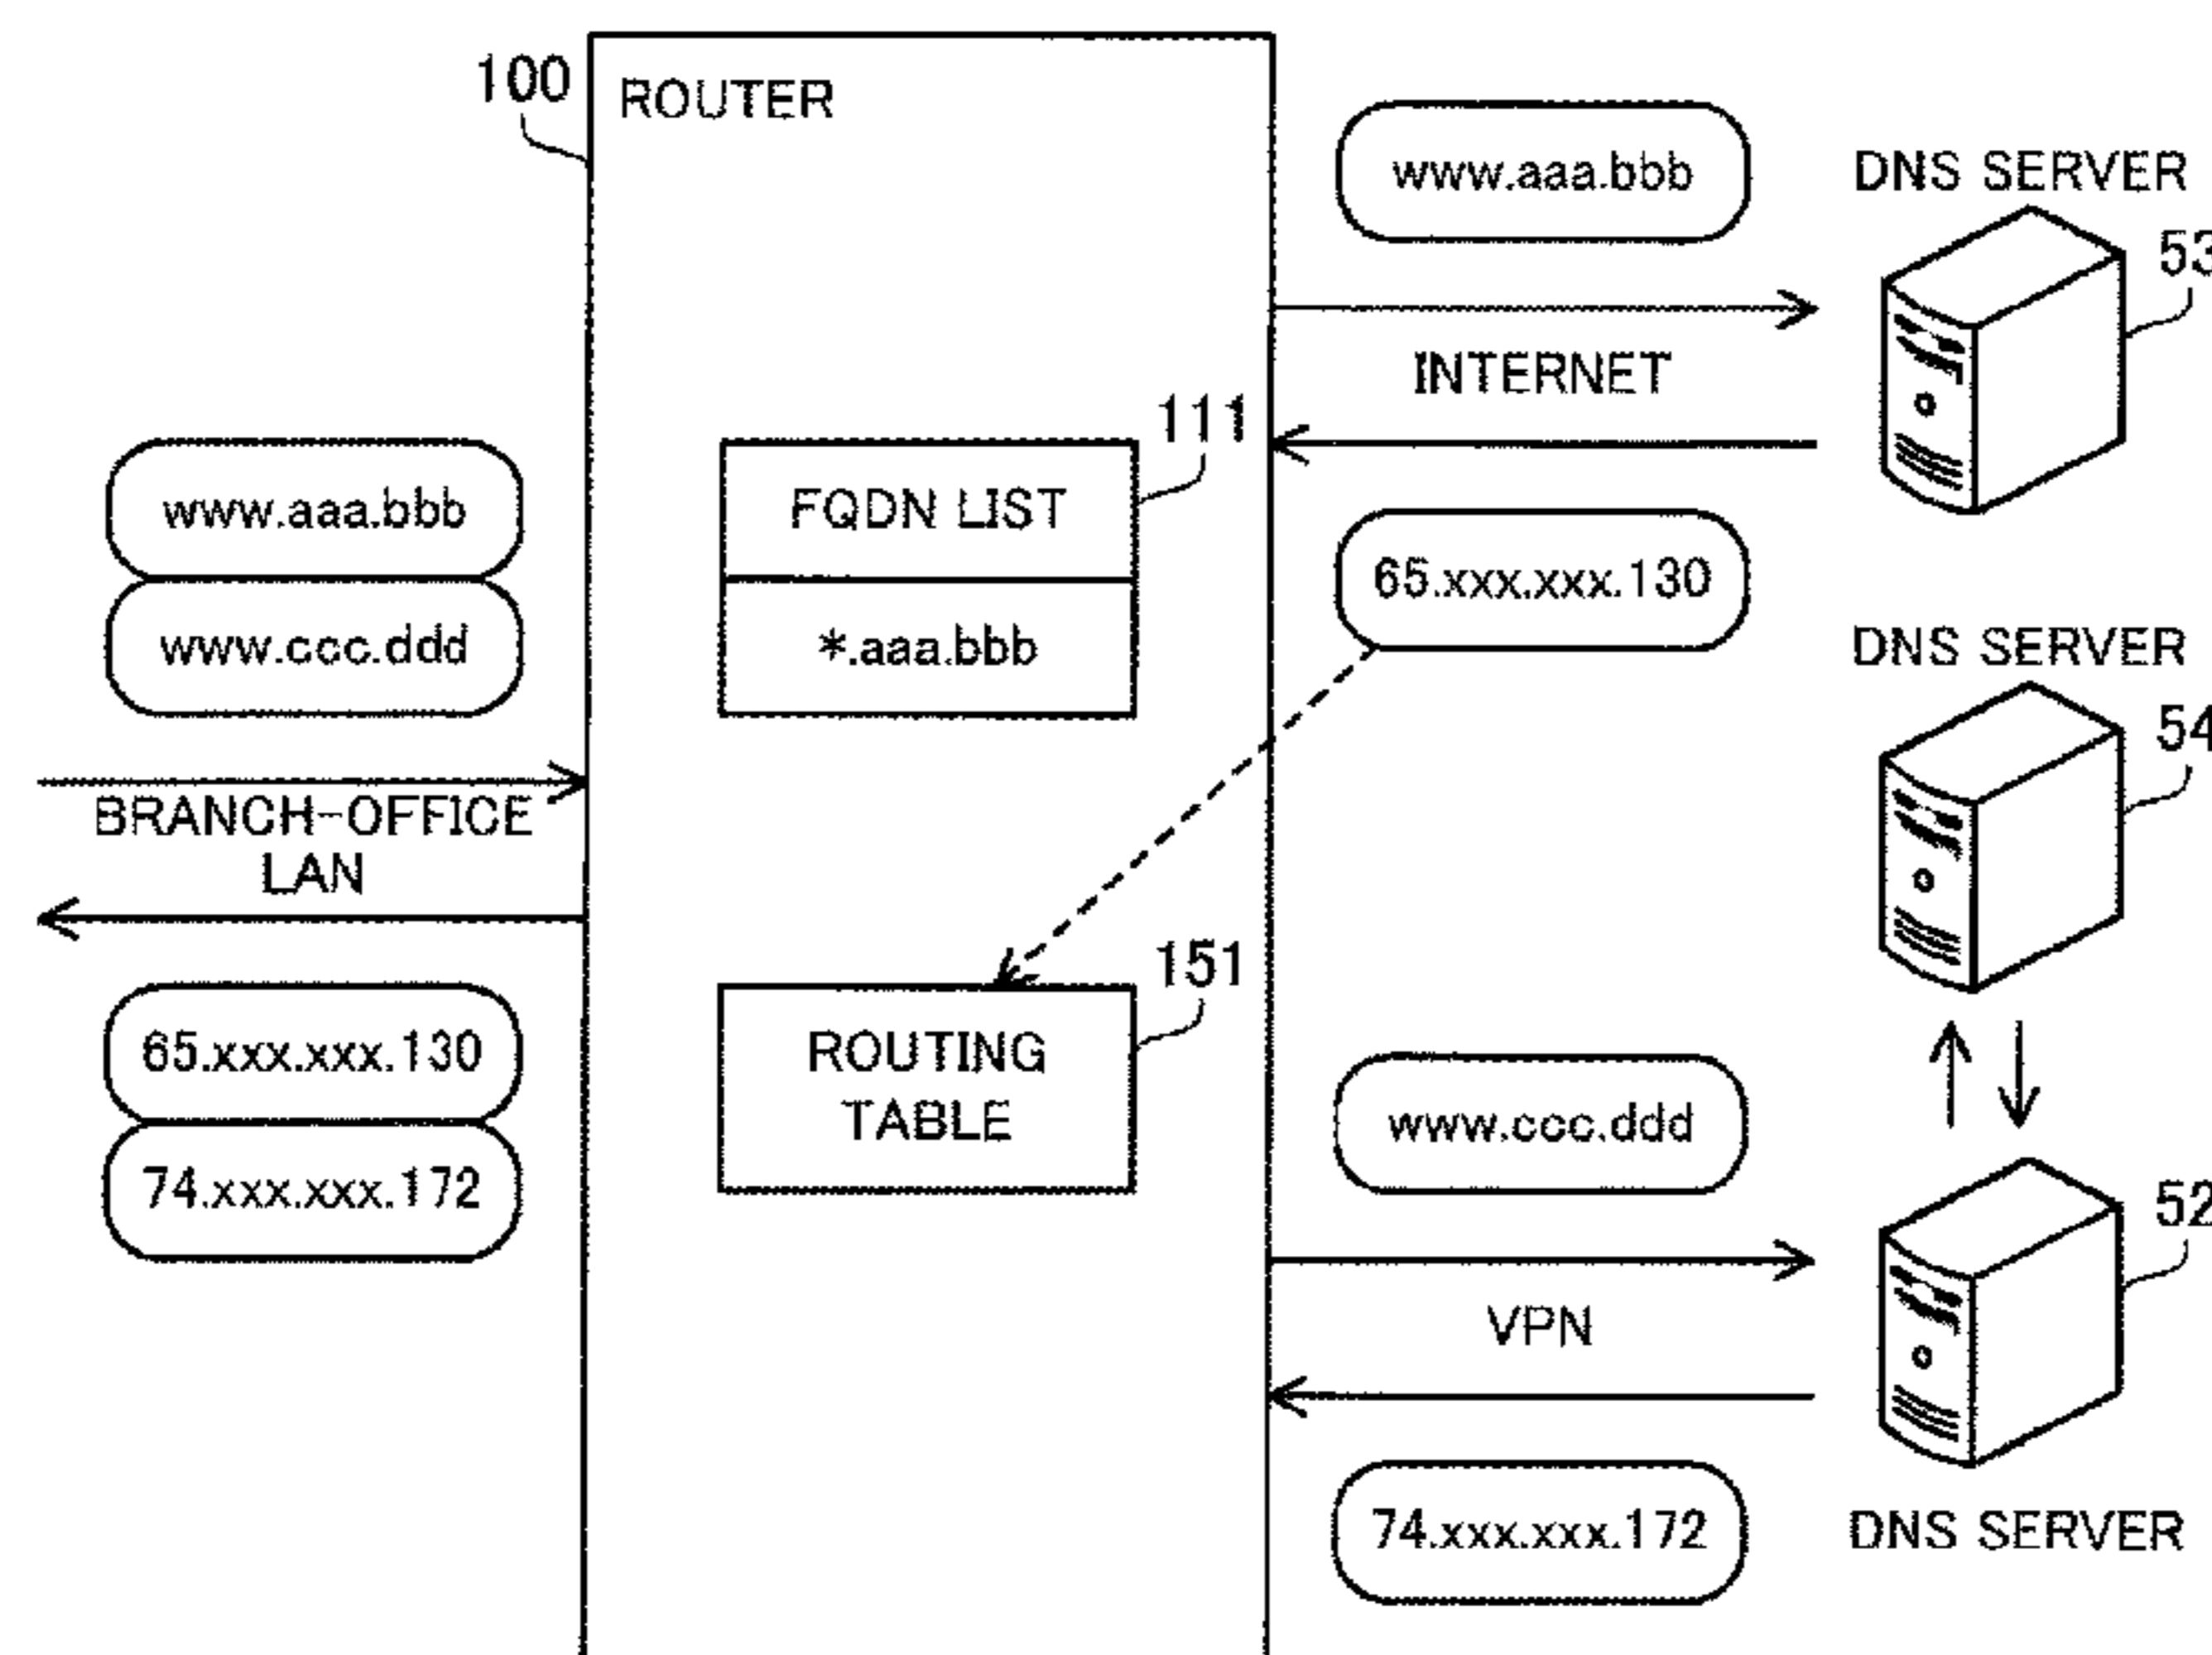 100
ROUTER
www.aaa.bbb
DNS SERVER
53
INTERNET
111
www.aaa.bbb
FQDN LIST
65.xxx.xxx.130
www.ccc.ddd
*.aaa.bbb
DNS SERVER
54
BRANCH-OFFICE
LAN
151
65.xxx.xxx.130
ROUTING
TABLE
www.ccc.ddd
74.xxx.xxx.172
52
VPN
74.xxx.xxx.172
DNS SERVER